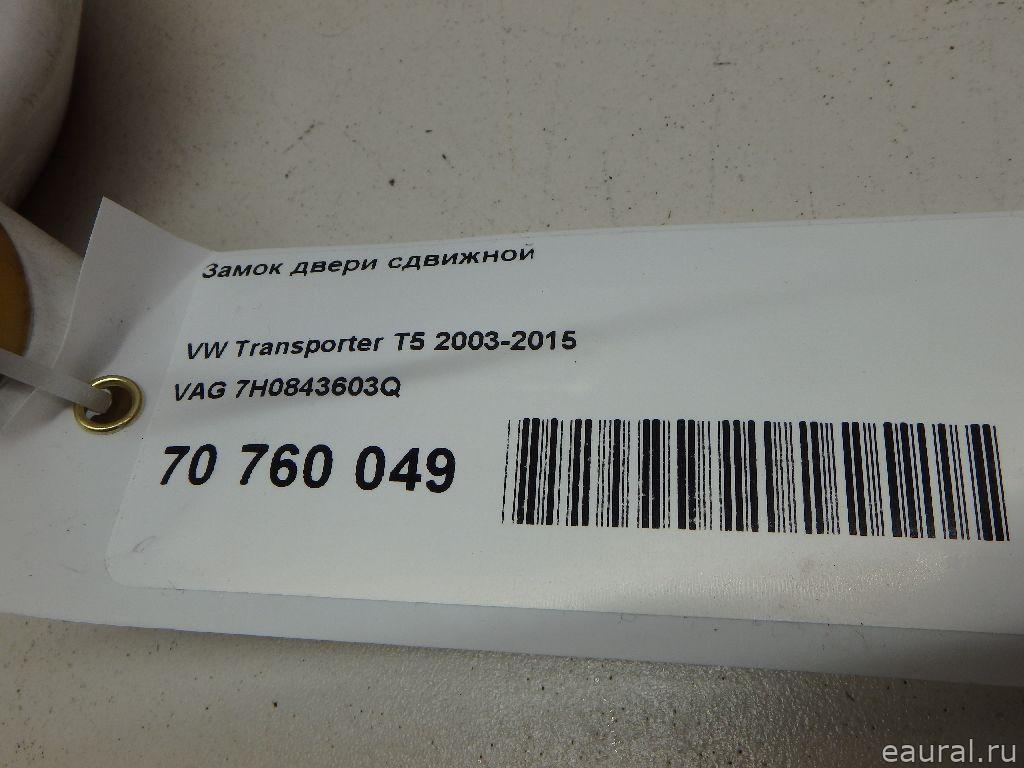 Замок двери сдвижной
VW Transporter T5 2003-2015
VAG 7H0843603Q
70 760 049
eaural.ru